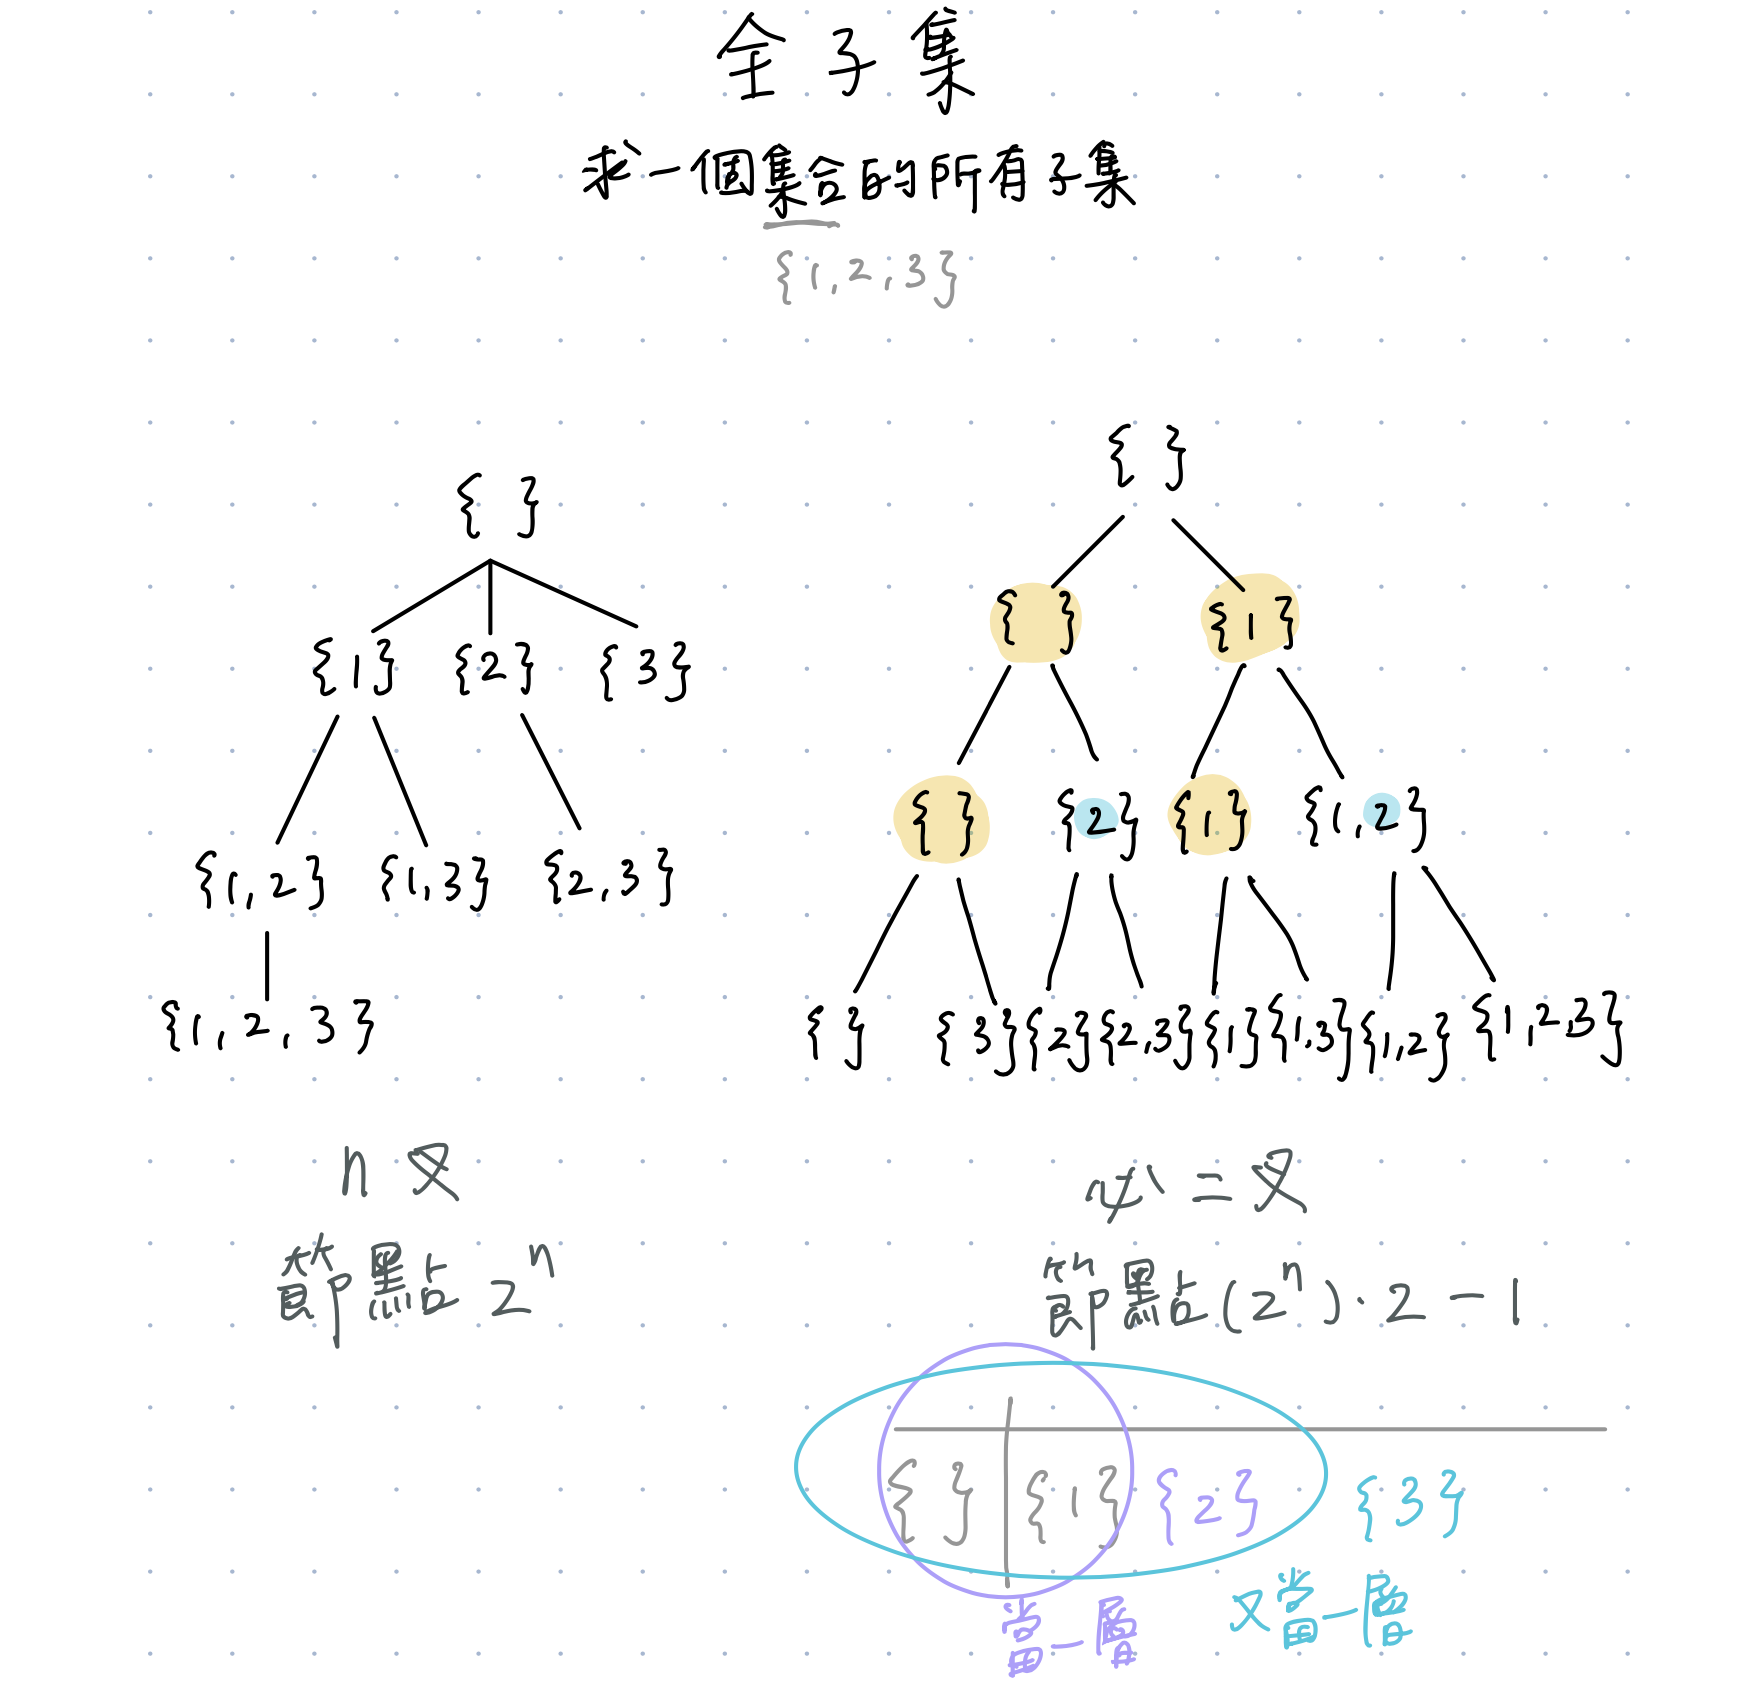 全子集
求一個集合的所有子集
{1,2,3}
{ }
{1} {2} {3}
{1,2} {1,3} {2,3}
{1,2,3}
n 叉
節點 2^n
{ }
{ } {1}
{ } {2} {1} {1,2}
{ } {3} {2} {2,3} {1} {1,3} {1,2} {1,2,3}
必二叉
節點(2^n)·2-1
{ } {1} {2} {3}
當一層
又當一層